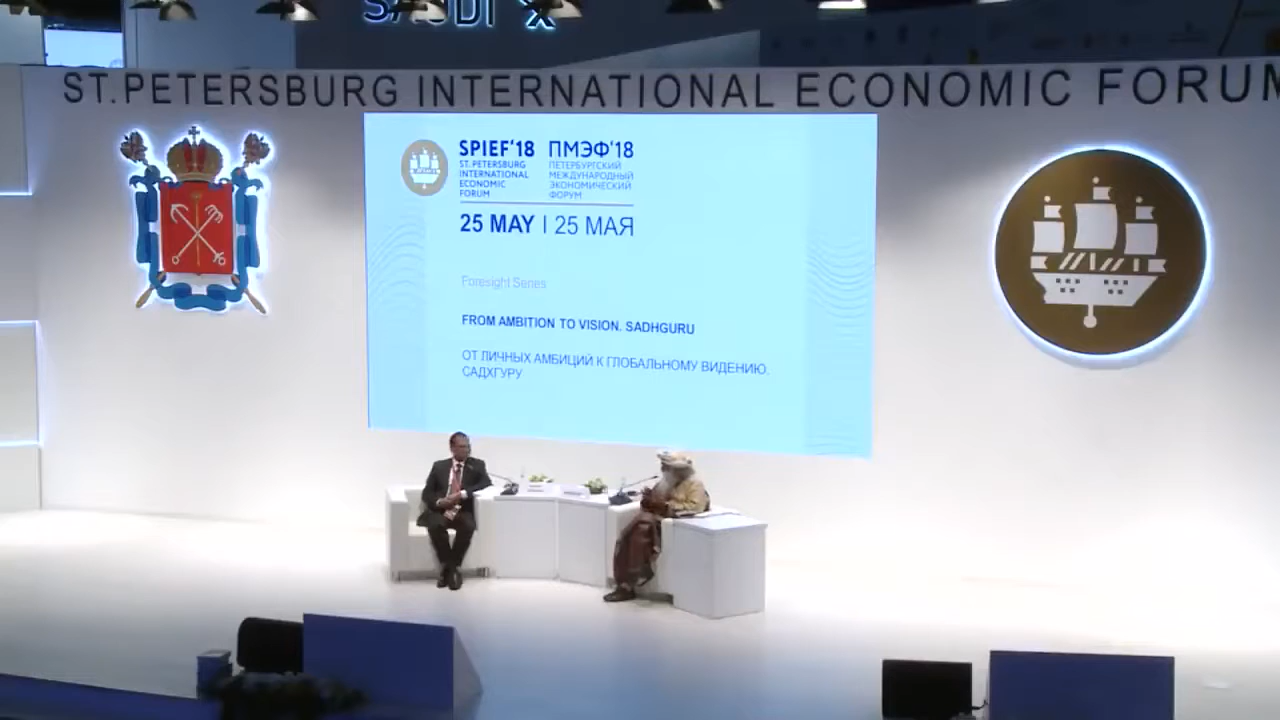 SAUDI
ST.PETERSBURG INTERNATIONAL ECONOMIC FORUM
SPIEF'18
ST. PETERSBURG
INTERNATIONAL
ECONOMIC
FORUM
ПМЭФ'18
ПЕТЕРБУРГСКИЙ
МЕЖДУНАРОДНЫЙ
ЭКОНОМИЧЕСКИЙ
ФОРУМ
25 MAY | 25 МАЯ
Foresight Series
FROM AMBITION TO VISION. SADHGURU
ОТ ЛИЧНЫХ АМБИЦИЙ К ГЛОБАЛЬНОМУ ВИДЕНИЮ.
САДХГУРУ